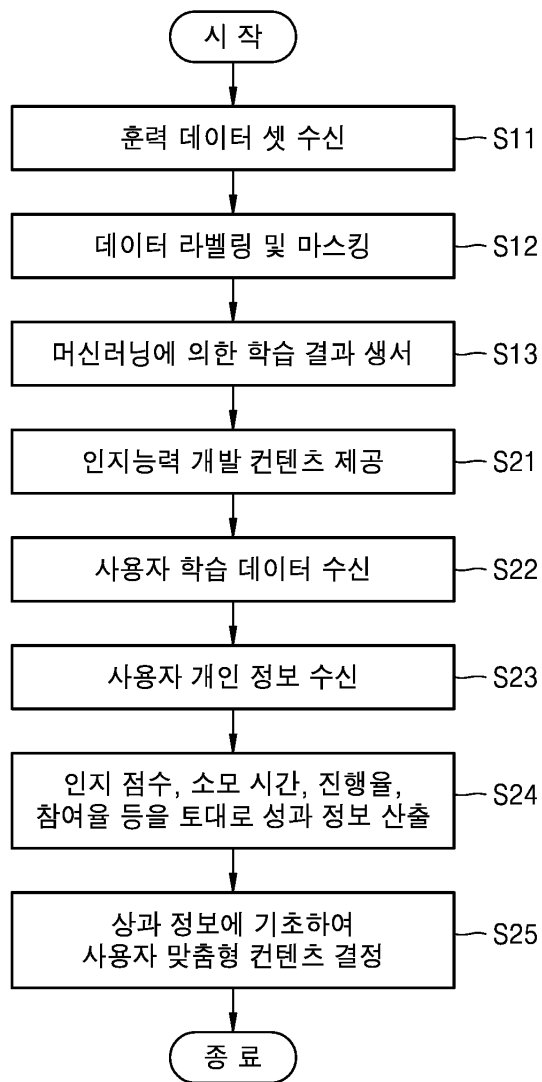 시 작
훈력 데이터 셋 수신
S11
데이터 라벨링 및 마스킹
S12
머신러닝에 의한 학습 결과 생서
S13
인지능력 개발 컨텐츠 제공
S21
사용자 학습 데이터 수신
S22
사용자 개인 정보 수신
S23
인지 점수, 소모 시간, 진행율,
참여율 등을 토대로 성과 정보 산출
S24
상과 정보에 기초하여
사용자 맞춤형 컨텐츠 결정
S25
종 료